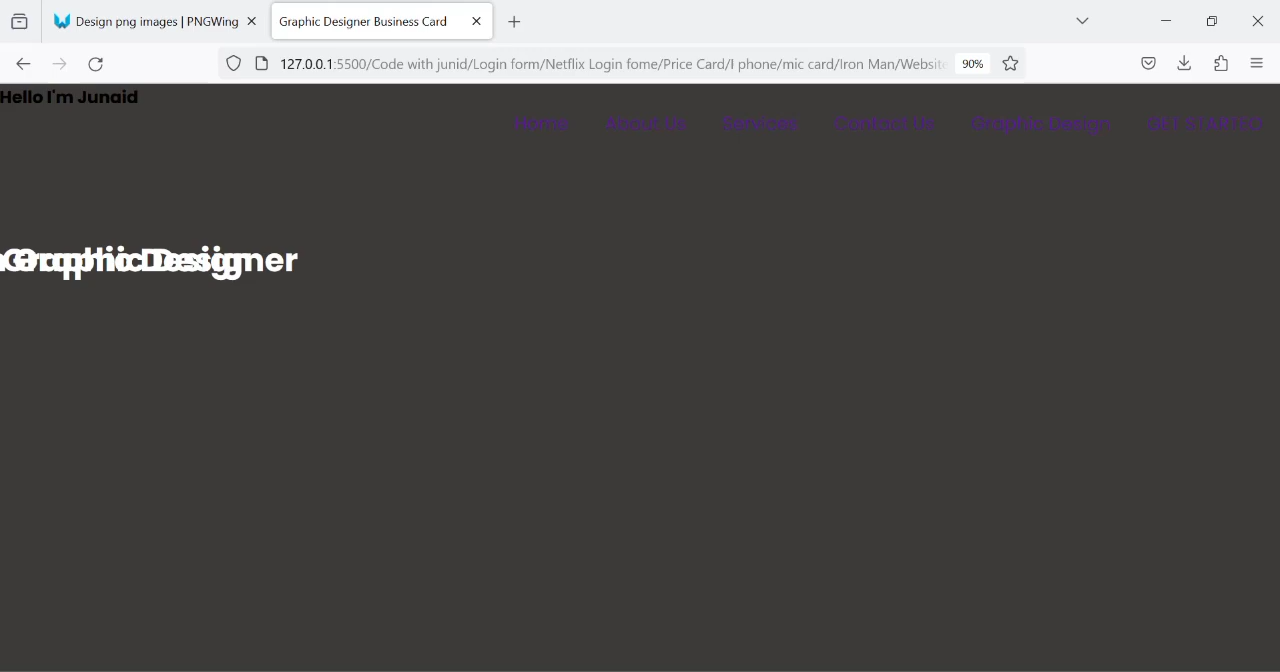 Design png images | PNGWing
Graphic Designer Business Card
127.0.0.1:5500/Code with junid/Login form/Netflix Login fome/Price Card/I phone/mic card/Iron Man/Website
90%
Hello I'm Junaid
Home About Us Services Contact Us Graphic Design GET STARTED
Graphic Designer